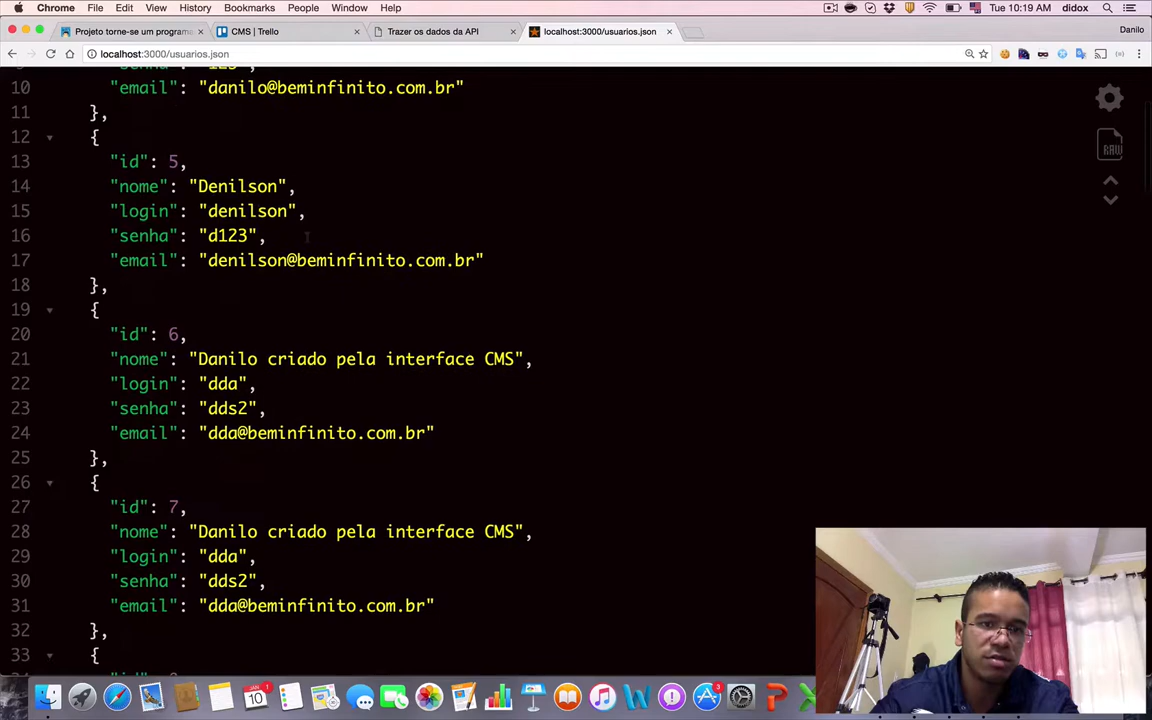 Chrome File Edit View History Bookmarks People Window Help Tue 10:19 AM didox
Projeto torne-se um programa CMS | Trello Trazer os dados da API localhost:3000/usuarios.json Danilo
localhost:3000/usuarios.json
10 "email": "danilo@beminfinito.com.br"
11 },
12 {
13 "id": 5,
14 "nome": "Denilson",
15 "login": "denilson",
16 "senha": "d123",
17 "email": "denilson@beminfinito.com.br"
18 },
19 {
20 "id": 6,
21 "nome": "Danilo criado pela interface CMS",
22 "login": "dda",
23 "senha": "dds2",
24 "email": "dda@beminfinito.com.br"
25 },
26 {
27 "id": 7,
28 "nome": "Danilo criado pela interface CMS",
29 "login": "dda",
30 "senha": "dds2",
31 "email": "dda@beminfinito.com.br"
32 },
33 {
RAW
JAN
10